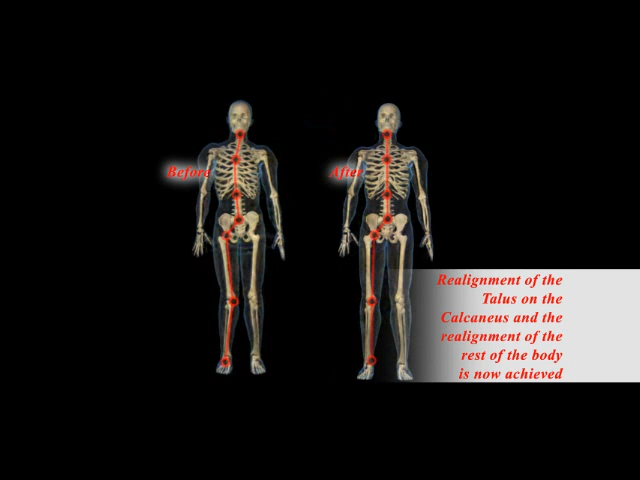 Before
After
Realignment of the
Talus on the
Calcaneus and the
realignment of the
rest of the body
is now achieved